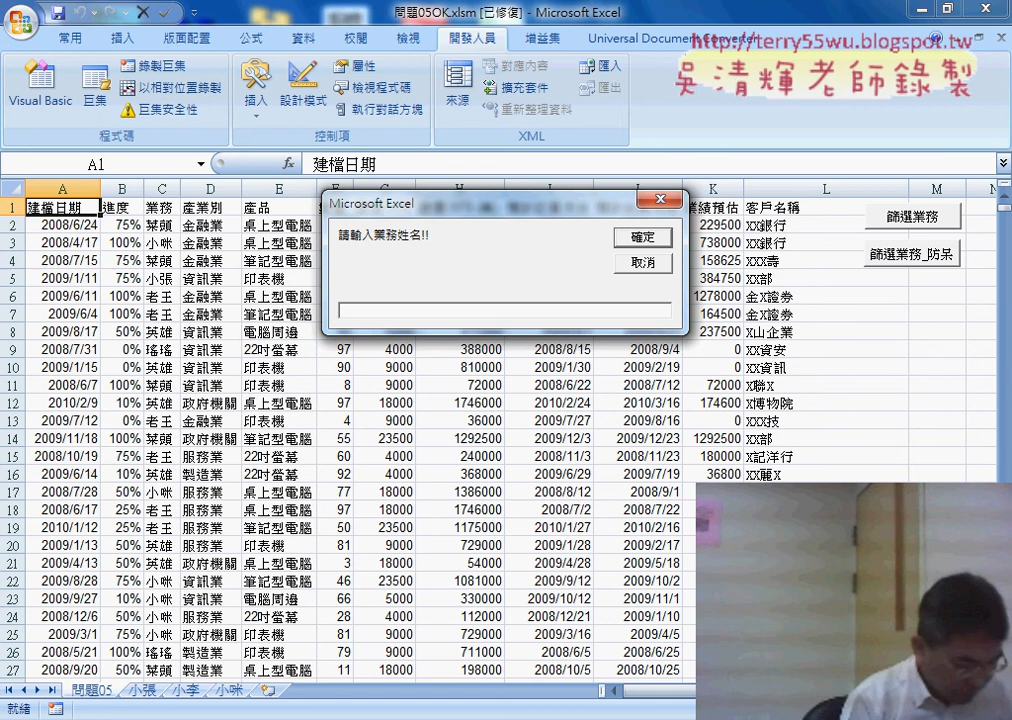 問題05OK.xlsm [已修復] - Microsoft Excel
常用 插入 版面配置 公式 資料 校閱 檢視 開發人員 增益集 Universal Document Converter
http://terry55wu.blogspot.tw
吳清輝老師錄製
Visual Basic 巨集 錄製巨集 以相對位置錄製 巨集安全性 程式碼
插入 設計模式 屬性 檢視程式碼 執行對話方塊 控制項
來源 對應內容 擴充套件 重新整理資料 匯入 匯出 XML
A1 fx 建檔日期
A B C D E K L M N
1 建檔日期 進度 業務 產業別 產品 業績預估 客戶名稱
2 2008/6/24 75% 菜頭 金融業 桌上型電腦 229500 XX銀行
3 2008/4/17 100% 小咪 金融業 桌上型電腦 738000 XX銀行
4 2008/7/15 75% 菜頭 金融業 桌上型電腦 158625 XXX壽
5 2009/1/11 75% 小張 資訊業 印表機 384750 XX部
6 2009/6/11 100% 老王 金融業 桌上型電腦 1278000 金X證券
7 2009/6/4 100% 老王 金融業 筆記型電腦 164500 金X證券
8 2009/8/17 50% 英雄 資訊業 電腦周邊 237500 X山企業
9 2008/7/31 0% 瑤瑤 資訊業 22吋螢幕 97 4000 388000 2008/8/15 2008/9/4 0 XX資安
10 2009/1/15 0% 英雄 資訊業 印表機 90 9000 810000 2009/1/30 2009/2/19 0 XX資訊
11 2008/6/7 100% 英雄 資訊業 印表機 8 9000 72000 2008/6/22 2008/7/12 72000 X聯X
12 2010/2/9 10% 英雄 政府機關 桌上型電腦 97 18000 1746000 2010/2/24 2010/3/16 174600 X博物院
13 2009/7/12 0% 老王 金融業 印表機 4 9000 36000 2009/7/27 2009/8/16 0 XXX技
14 2009/11/18 100% 菜頭 政府機關 筆記型電腦 55 23500 1292500 2009/12/3 2009/12/23 1292500 XX部
15 2008/10/19 75% 老王 服務業 22吋螢幕 60 4000 240000 2008/11/3 2008/11/23 180000 X記洋行
16 2009/6/14 10% 英雄 製造業 22吋螢幕 92 4000 368000 2009/6/29 2009/7/19 36800 XX麗X
17 2008/7/28 50% 小咪 服務業 桌上型電腦 77 18000 1386000 2008/8/12 2008/9/1
18 2008/6/17 25% 老王 服務業 桌上型電腦 97 18000 1746000 2008/7/2 2008/7/22
19 2010/1/12 25% 老王 服務業 筆記型電腦 50 23500 1175000 2010/1/27 2010/2/16
20 2009/1/13 50% 英雄 服務業 印表機 81 9000 729000 2009/1/28 2009/2/17
21 2009/4/13 50% 英雄 政府機關 桌上型電腦 3 18000 54000 2009/4/28 2009/5/18
22 2009/8/28 75% 小咪 資訊業 筆記型電腦 46 23500 1081000 2009/9/12 2009/10/2
23 2009/9/27 10% 小咪 資訊業 電腦周邊 66 5000 330000 2009/10/12 2009/11/1
24 2008/12/6 50% 小咪 服務業 22吋螢幕 28 4000 112000 2008/12/21 2009/1/10
25 2009/3/1 75% 小咪 政府機關 印表機 81 9000 729000 2009/3/16 2009/4/5
26 2008/5/21 100% 瑤瑤 製造業 印表機 79 9000 711000 2008/6/5 2008/6/25
27 2008/9/20 50% 菜頭 製造業 桌上型電腦 11 18000 198000 2008/10/5 2008/10/25
Microsoft Excel
請輸入業務姓名!!
確定
取消
篩選業務
篩選業務_防呆
問題05 小張 小李 小咪
就緒